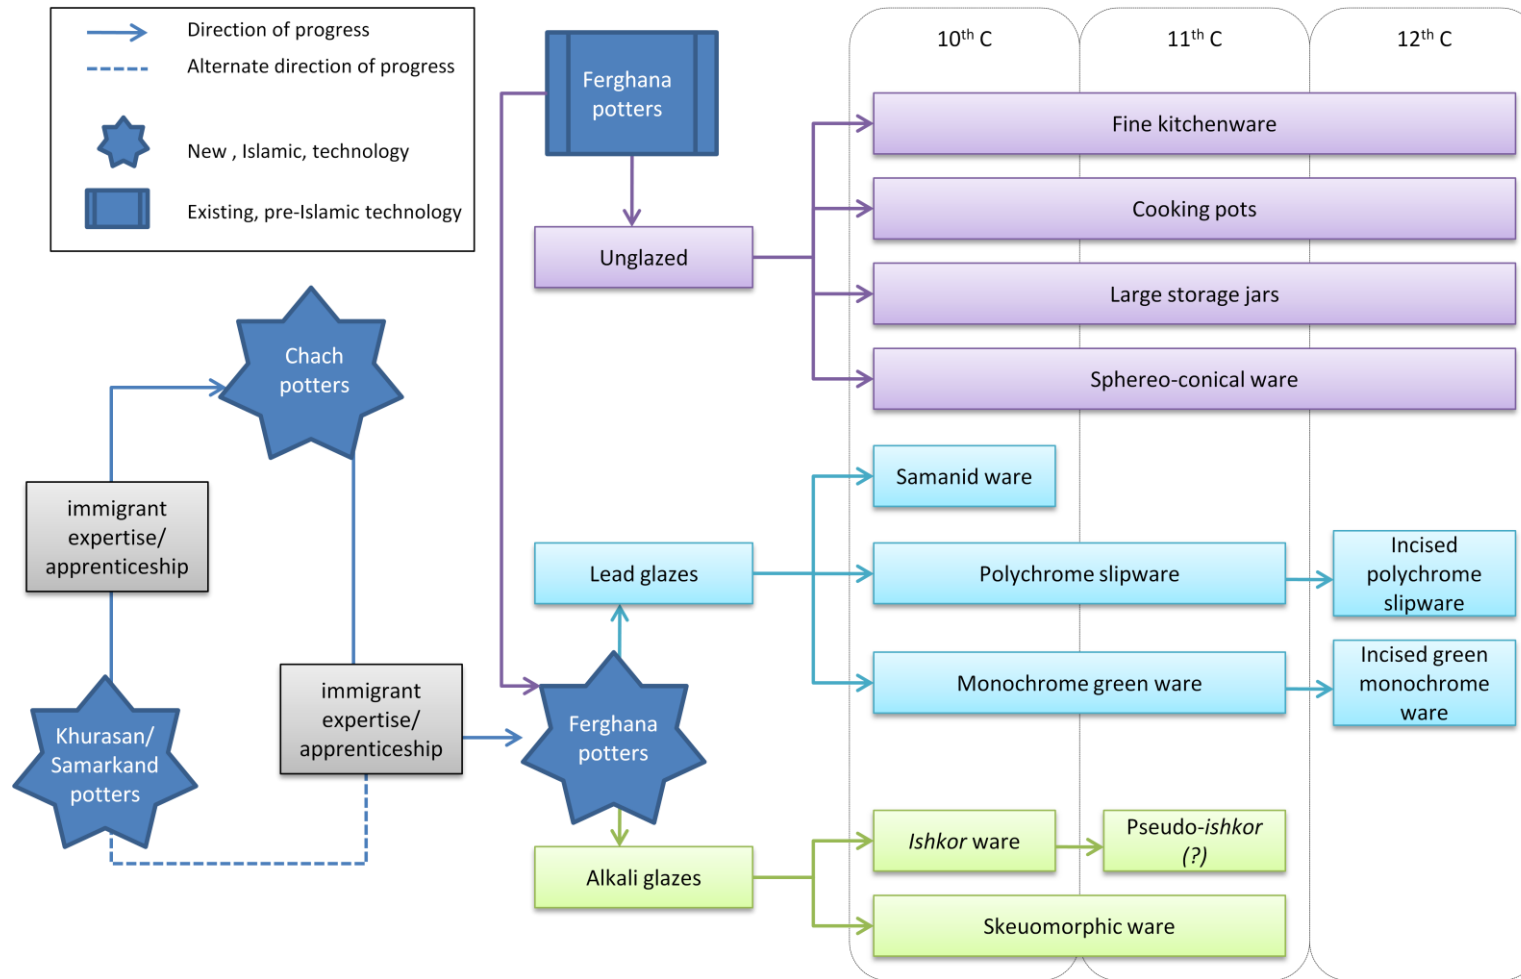 Direction of progress
Alternate direction of progress
New , Islamic, technology
Existing, pre-Islamic technology
10th C
11th C
12th C
Ferghana
potters
Unglazed
Fine kitchenware
Cooking pots
Large storage jars
Sphereo-conical ware
Chach
potters
immigrant
expertise/
apprenticeship
Khurasan/
Samarkand
potters
immigrant
expertise/
apprenticeship
Ferghana
potters
Lead glazes
Samanid ware
Polychrome slipware
Incised
polychrome
slipware
Monochrome green ware
Incised green
monochrome
ware
Alkali glazes
Ishkor ware
Pseudo-ishkor
(?)
Skeuomorphic ware